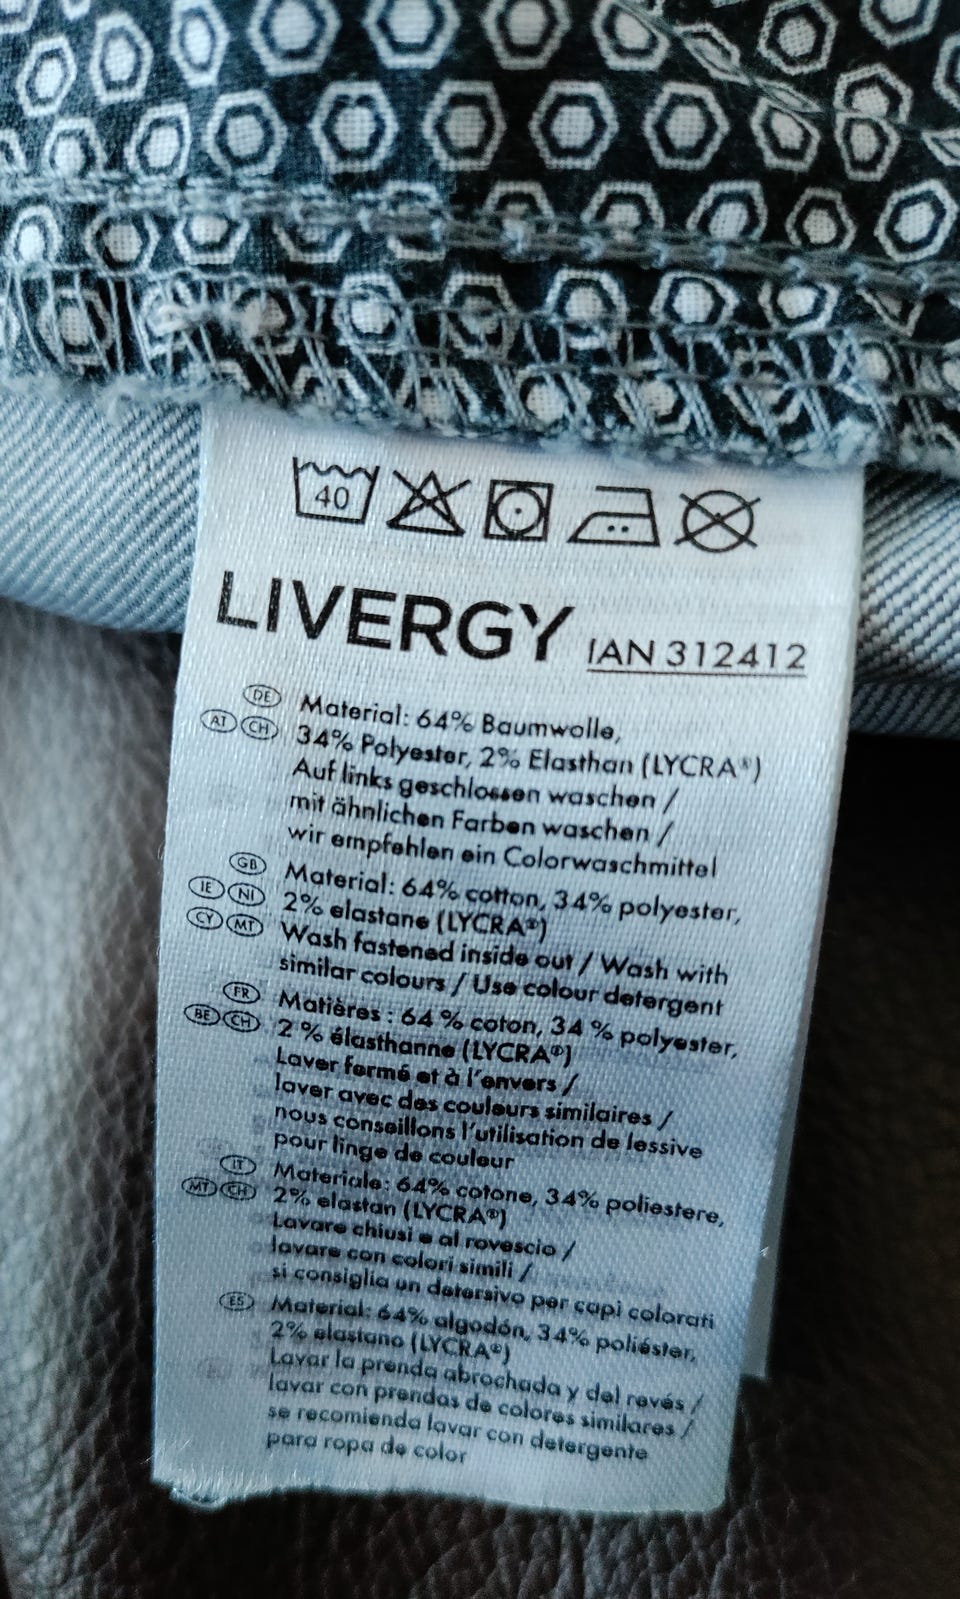 40
LIVERGY IAN 312412
DE Material: 64% Baumwolle,
AT CH 34% Polyester, 2% Elasthan (LYCRA®)
Auf links geschlossen waschen /
mit ähnlichen Farben waschen /
wir empfehlen ein Colorwaschmittel
GB Material: 64% cotton, 34% polyester,
IE NI 2% elastane (LYCRA®)
CY MT Wash fastened inside out / Wash with
similar colours / Use colour detergent
FR Matières : 64 % coton, 34 % polyester,
BE CH 2 % élasthanne (LYCRA®)
Laver fermé et à l'envers /
laver avec des couleurs similaires /
nous conseillons l'utilisation de lessive
pour linge de couleur
IT Materiale: 64% cotone, 34% poliestere,
MT CH 2% elastan (LYCRA®)
Lavare chiusi e al rovescio /
lavare con colori simili /
si consiglia un detersivo per capi colorati
ES Material: 64% algodón, 34% poliéster,
2% elastano (LYCRA®)
Lavar la prenda abrochada y del revés /
lavar con prendas de colores similares /
se recomienda lavar con detergente
para ropa de color